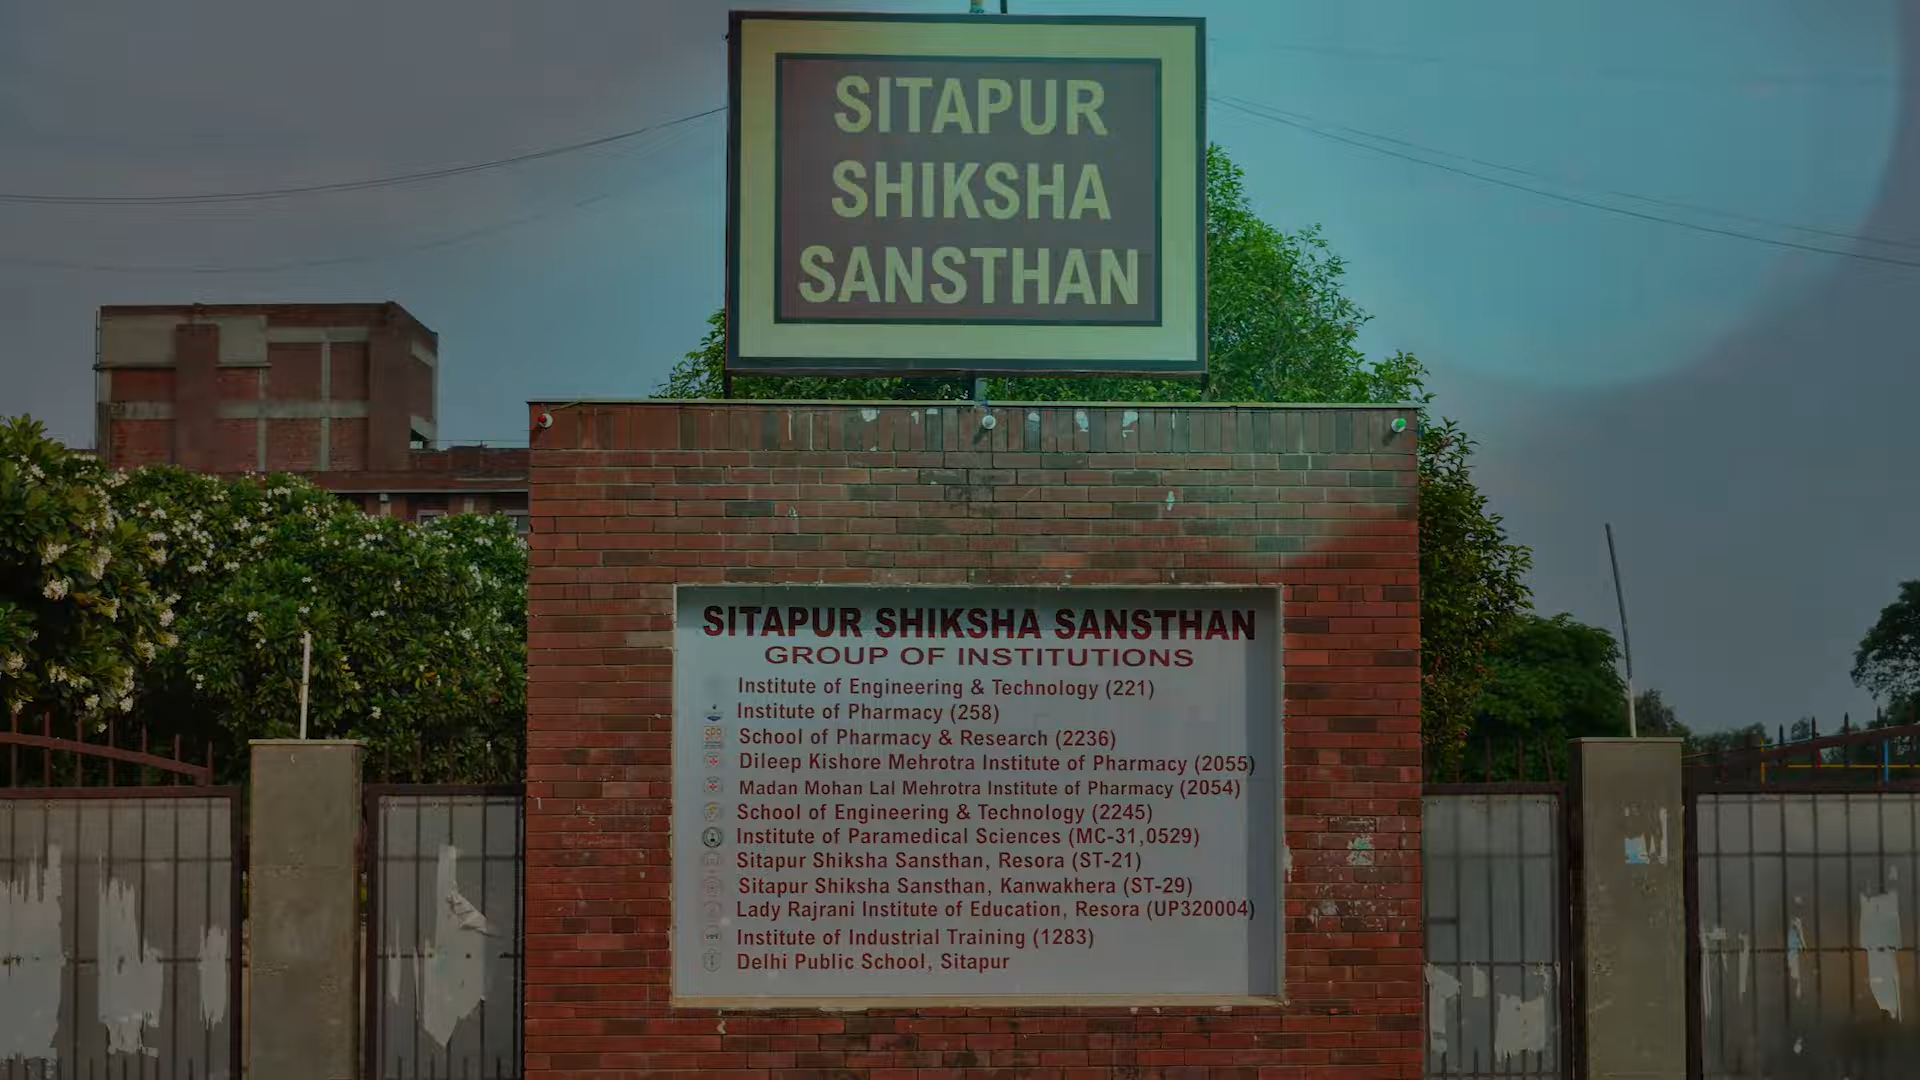 SITAPUR
SHIKSHA
SANSTHAN
SITAPUR SHIKSHA SANSTHAN
GROUP OF INSTITUTIONS
Institute of Engineering & Technology (221)
Institute of Pharmacy (258)
SPR School of Pharmacy & Research (2236)
Dileep Kishore Mehrotra Institute of Pharmacy (2055)
Madan Mohan Lal Mehrotra Institute of Pharmacy (2054)
School of Engineering & Technology (2245)
Institute of Paramedical Sciences (MC-31,0529)
Sitapur Shiksha Sansthan, Resora (ST-21)
Sitapur Shiksha Sansthan, Kanwakhera (ST-29)
Lady Rajrani Institute of Education, Resora (UP320004)
Institute of Industrial Training (1283)
Delhi Public School, Sitapur